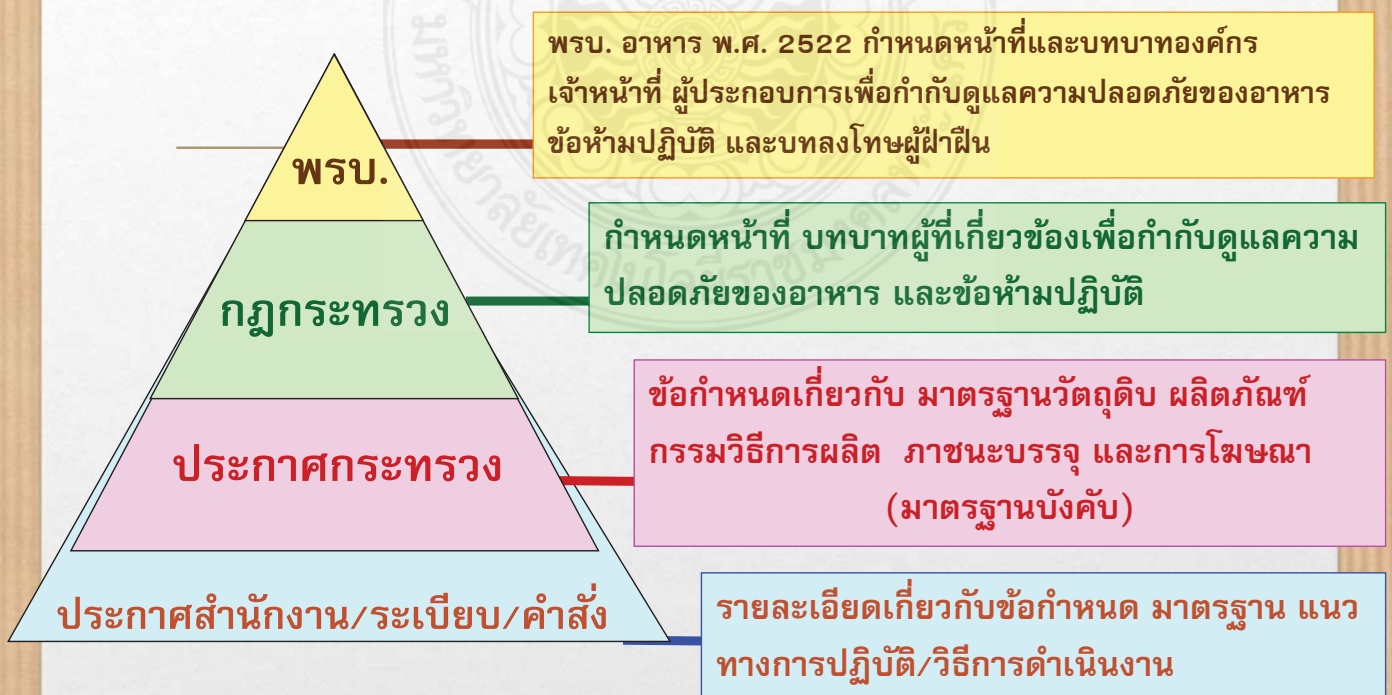 พรบ. อาหาร พ.ศ. 2522 กำหนดหน้าที่และบทบาทองค์กร
เจ้าหน้าที่ ผู้ประกอบการเพื่อกำกับดูแลความปลอดภัยของอาหาร
ข้อห้ามปฏิบัติ และบทลงโทษผู้ฝ่าฝืน
พรบ.
กำหนดหน้าที่ บทบาทผู้ที่เกี่ยวข้องเพื่อกำกับดูแลความ
ปลอดภัยของอาหาร และข้อห้ามปฏิบัติ
กฎกระทรวง
ข้อกำหนดเกี่ยวกับ มาตรฐานวัตถุดิบ ผลิตภัณฑ์
กรรมวิธีการผลิต ภาชนะบรรจุ และการโฆษณา
(มาตรฐานบังคับ)
ประกาศกระทรวง
รายละเอียดเกี่ยวกับข้อกำหนด มาตรฐาน แนว
ทางการปฏิบัติ/วิธีการดำเนินงาน
ประกาศสำนักงาน/ระเบียบ/คำสั่ง